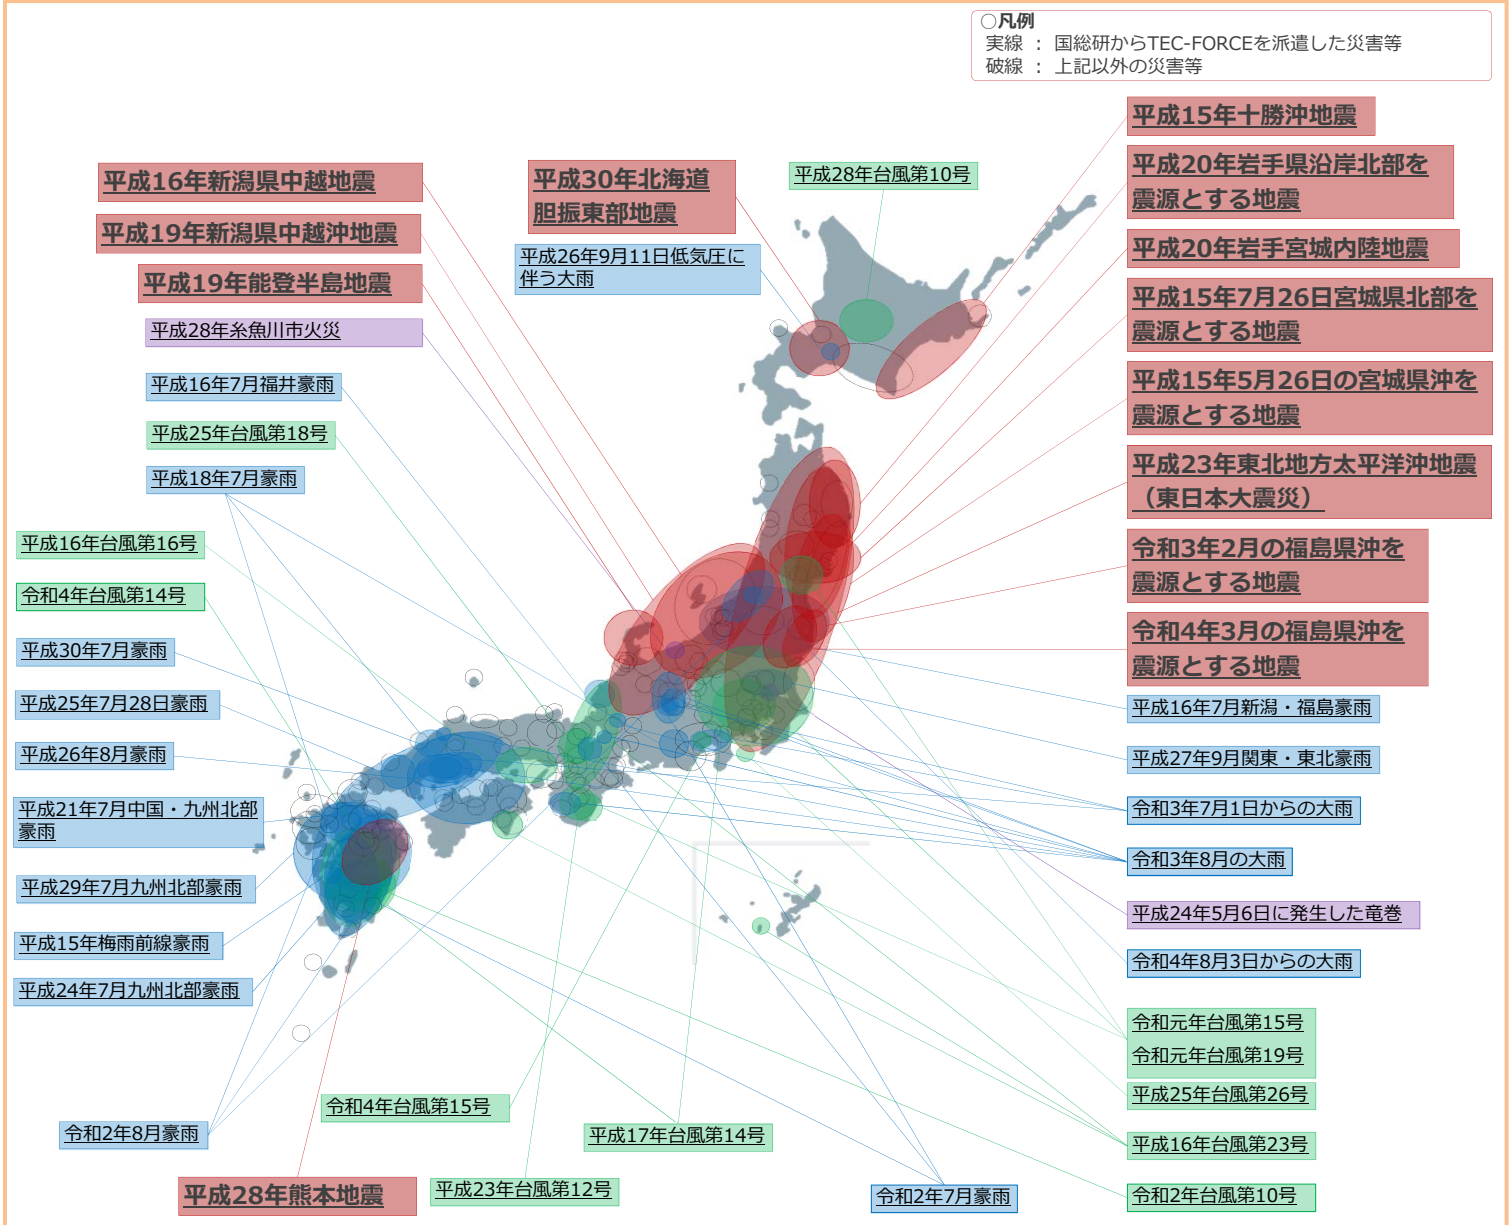 ○凡例
実線 ： 国総研からTEC-FORCEを派遣した災害等
破線 ： 上記以外の災害等
平成16年新潟県中越地震
平成19年新潟県中越沖地震
平成19年能登半島地震
平成28年糸魚川市火災
平成16年7月福井豪雨
平成25年台風第18号
平成18年7月豪雨
平成16年台風第16号
令和4年台風第14号
平成30年7月豪雨
平成25年7月28日豪雨
平成26年8月豪雨
平成21年7月中国・九州北部
豪雨
平成29年7月九州北部豪雨
平成15年梅雨前線豪雨
平成24年7月九州北部豪雨
令和2年8月豪雨
平成28年熊本地震
平成30年北海道
胆振東部地震
平成26年9月11日低気圧に
伴う大雨
平成28年台風第10号
令和4年台風第15号
平成23年台風第12号
平成17年台風第14号
令和2年7月豪雨
平成15年十勝沖地震
平成20年岩手県沿岸北部を
震源とする地震
平成20年岩手宮城内陸地震
平成15年7月26日宮城県北部を
震源とする地震
平成15年5月26日の宮城県沖を
震源とする地震
平成23年東北地方太平洋沖地震
（東日本大震災）
令和3年2月の福島県沖を
震源とする地震
令和4年3月の福島県沖を
震源とする地震
平成16年7月新潟・福島豪雨
平成27年9月関東・東北豪雨
令和3年7月1日からの大雨
令和3年8月の大雨
平成24年5月6日に発生した竜巻
令和4年8月3日からの大雨
令和元年台風第15号
令和元年台風第19号
平成25年台風第26号
平成16年台風第23号
令和2年台風第10号